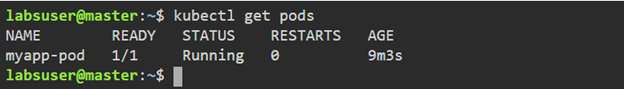 labsuser@master:~$ kubectl get pods
NAME READY STATUS RESTARTS AGE
myapp-pod 1/1 Running 0 9m3s
labsuser@master:~$